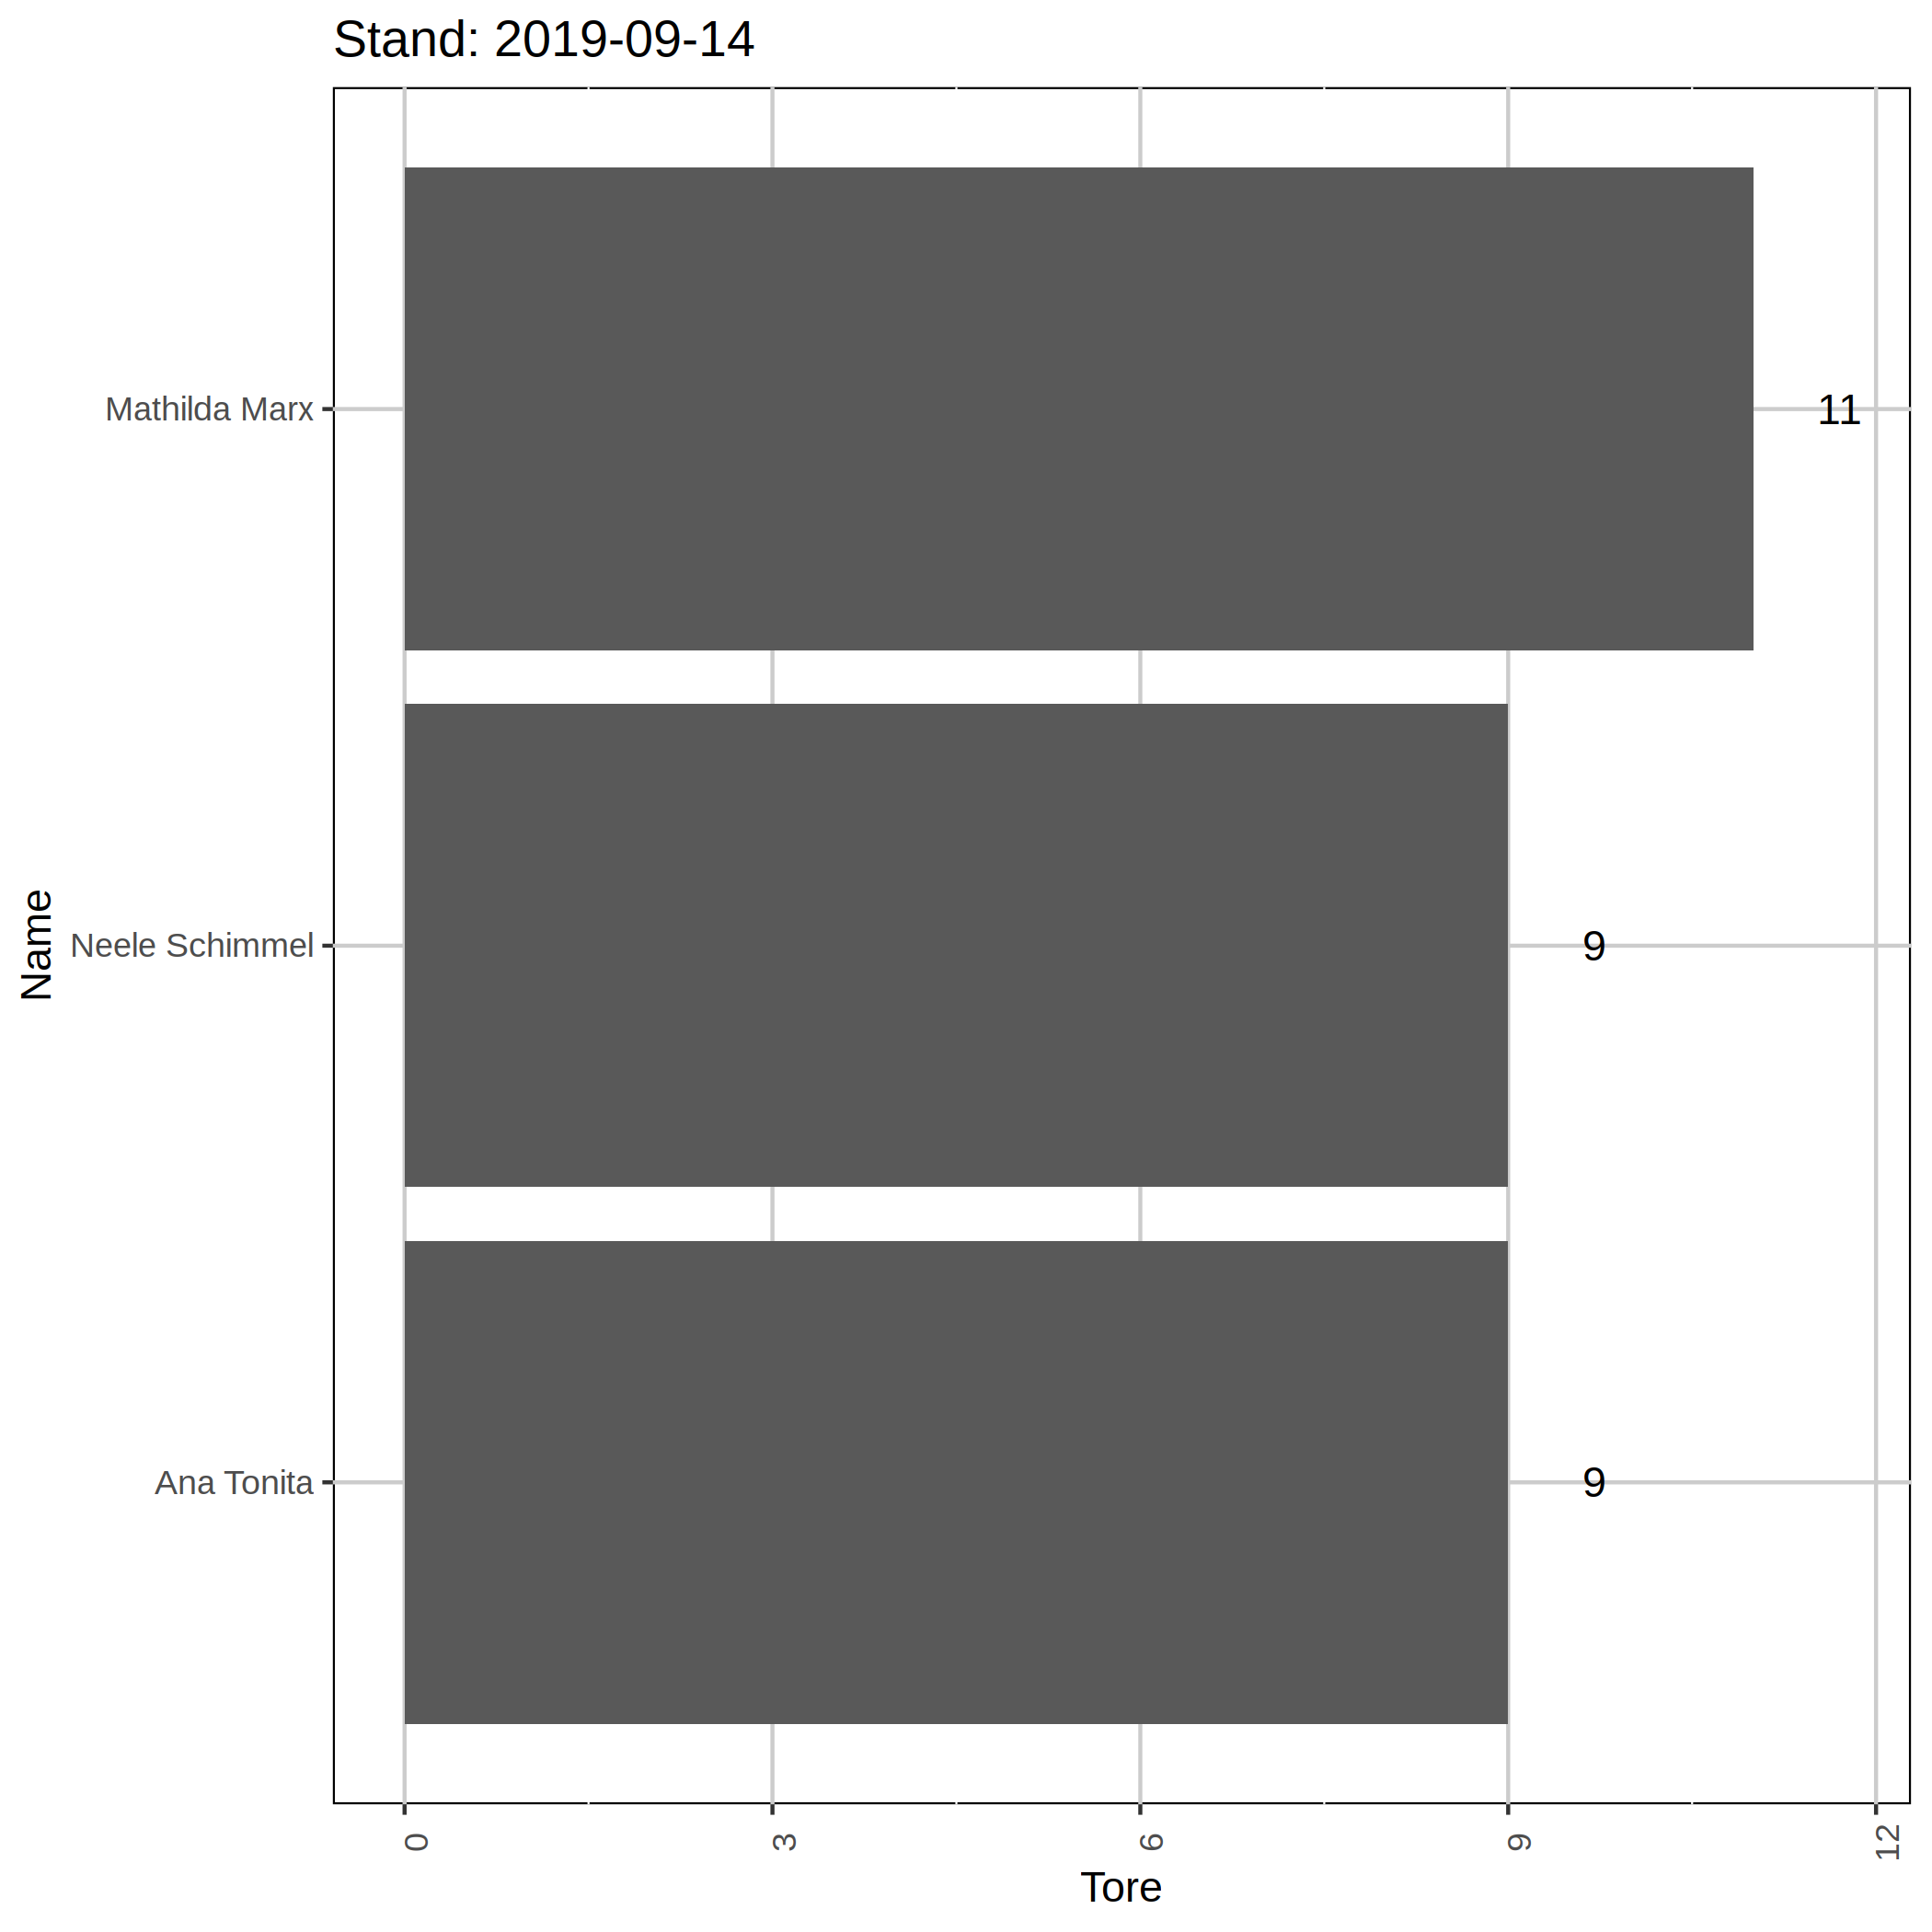 Stand: 2019-09-14
Name
Mathilda Marx
11
Neele Schimmel
9
Ana Tonita
9
0 3 6 9 12
Tore